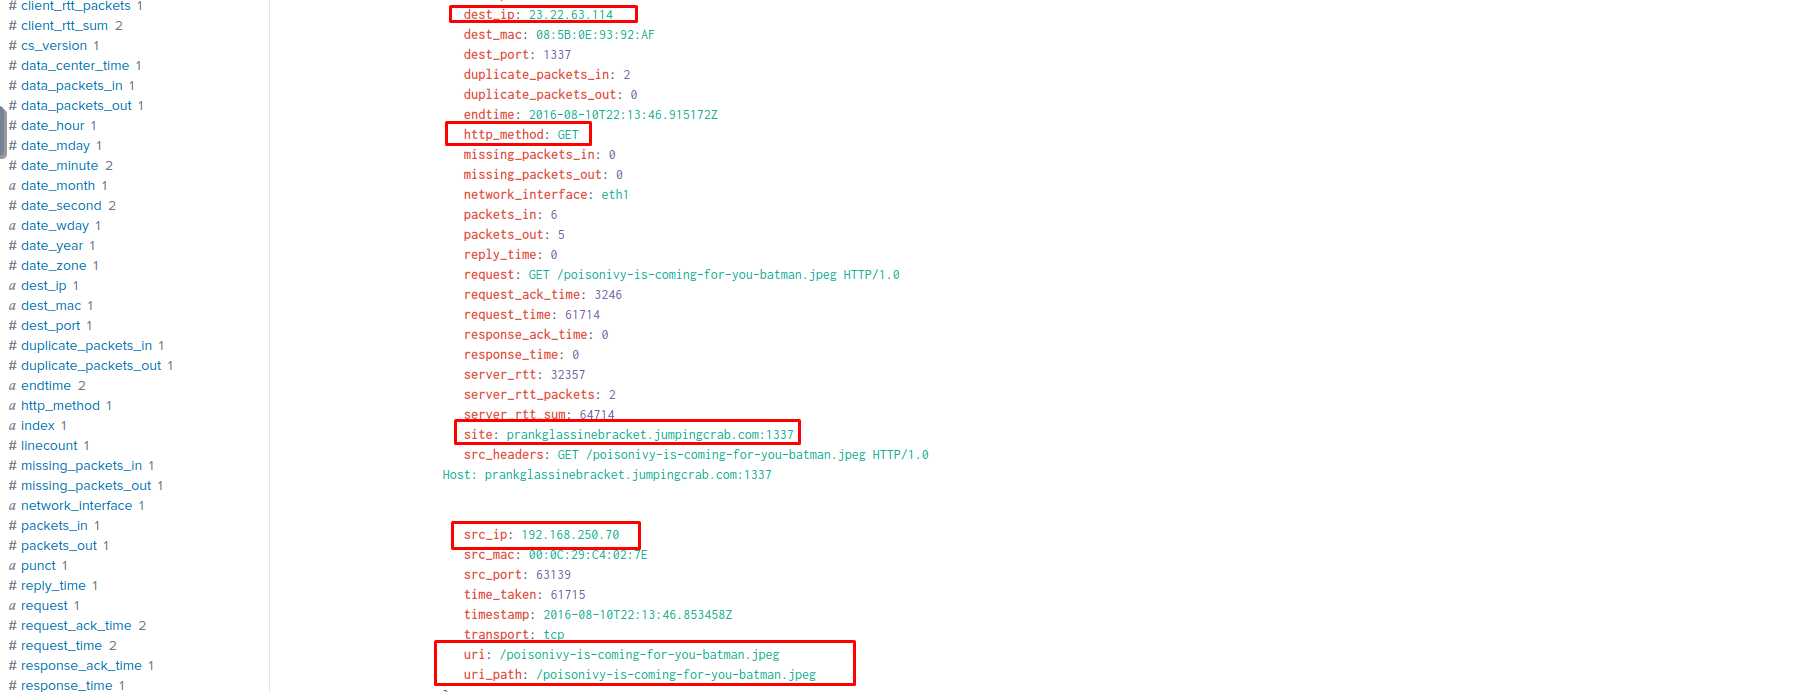 # client_rtt_packets 1
# client_rtt_sum 2
# cs_version 1
# data_center_time 1
# data_packets_in 1
# data_packets_out 1
# date_hour 1
# date_mday 1
# date_minute 2
a date_month 1
# date_second 2
a date_wday 1
# date_year 1
# date_zone 1
a dest_ip 1
a dest_mac 1
# dest_port 1
# duplicate_packets_in 1
# duplicate_packets_out 1
a endtime 2
a http_method 1
a index 1
# linecount 1
# missing_packets_in 1
# missing_packets_out 1
a network_interface 1
# packets_in 1
# packets_out 1
a punct 1
# reply_time 1
a request 1
# request_ack_time 2
# request_time 2
# response_ack_time 1
# response_time 1
dest_ip: 23.22.63.114
dest_mac: 08:5B:0E:93:92:AF
dest_port: 1337
duplicate_packets_in: 2
duplicate_packets_out: 0
endtime: 2016-08-10T22:13:46.915172Z
http_method: GET
missing_packets_in: 0
missing_packets_out: 0
network_interface: eth1
packets_in: 6
packets_out: 5
reply_time: 0
request: GET /poisonivy-is-coming-for-you-batman.jpeg HTTP/1.0
request_ack_time: 3246
request_time: 61714
response_ack_time: 0
response_time: 0
server_rtt: 32357
server_rtt_packets: 2
server_rtt_sum: 64714
site: prankglassinebracket.jumpingcrab.com:1337
src_headers: GET /poisonivy-is-coming-for-you-batman.jpeg HTTP/1.0
Host: prankglassinebracket.jumpingcrab.com:1337
src_ip: 192.168.250.70
src_mac: 00:0C:29:C4:02:7E
src_port: 63139
time_taken: 61715
timestamp: 2016-08-10T22:13:46.853458Z
transport: tcp
uri: /poisonivy-is-coming-for-you-batman.jpeg
uri_path: /poisonivy-is-coming-for-you-batman.jpeg